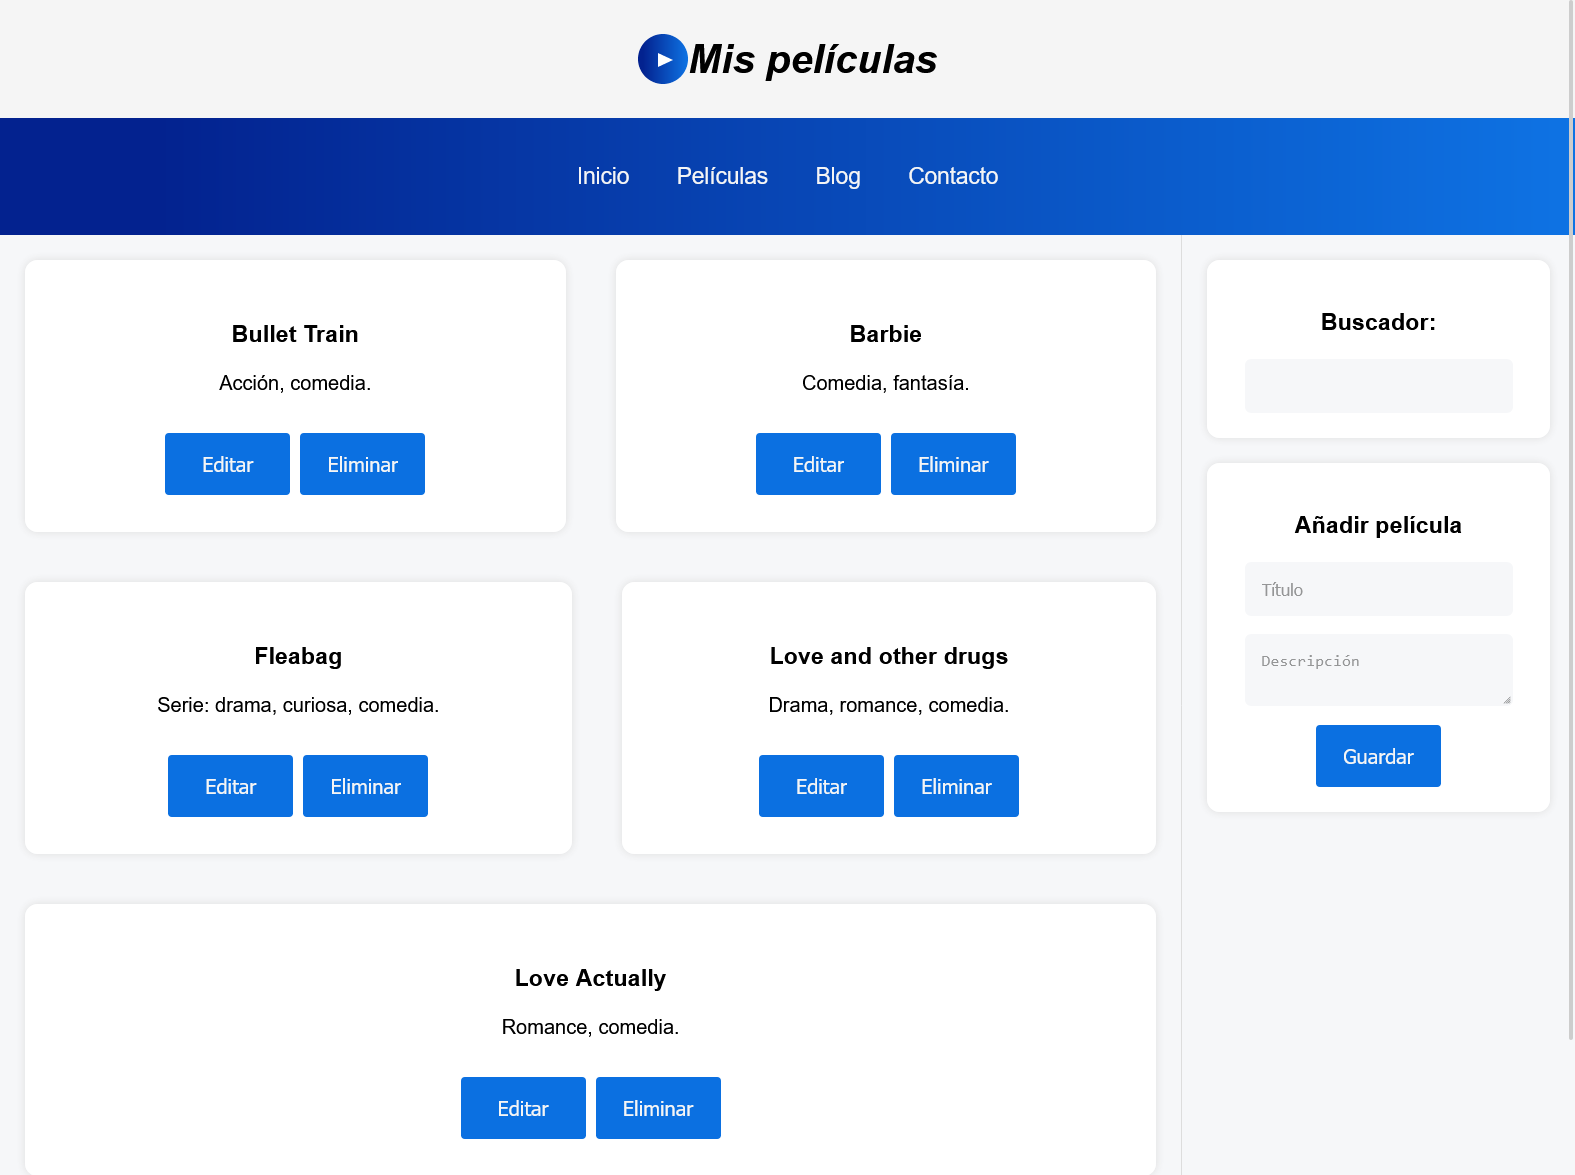 Mis películas
Inicio Películas Blog Contacto
Bullet Train
Acción, comedia.
Editar Eliminar
Barbie
Comedia, fantasía.
Editar Eliminar
Fleabag
Serie: drama, curiosa, comedia.
Editar Eliminar
Love and other drugs
Drama, romance, comedia.
Editar Eliminar
Love Actually
Romance, comedia.
Editar Eliminar
Buscador:
Añadir película
Título
Descripción
Guardar